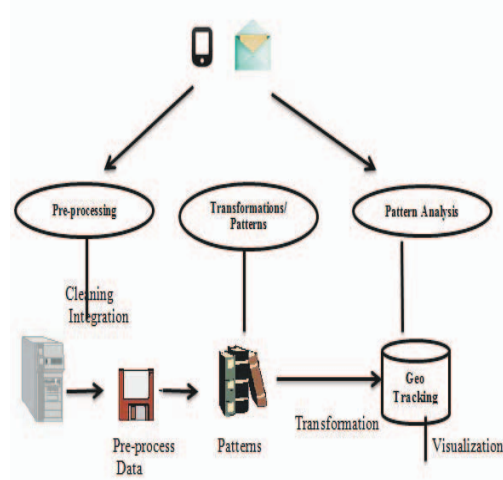 Pre-processing
Transformations/
Patterns
Pattern Analysis
Cleaning
Integration
Geo
Tracking
Transformation
Visualization
Pre-process
Data
Patterns